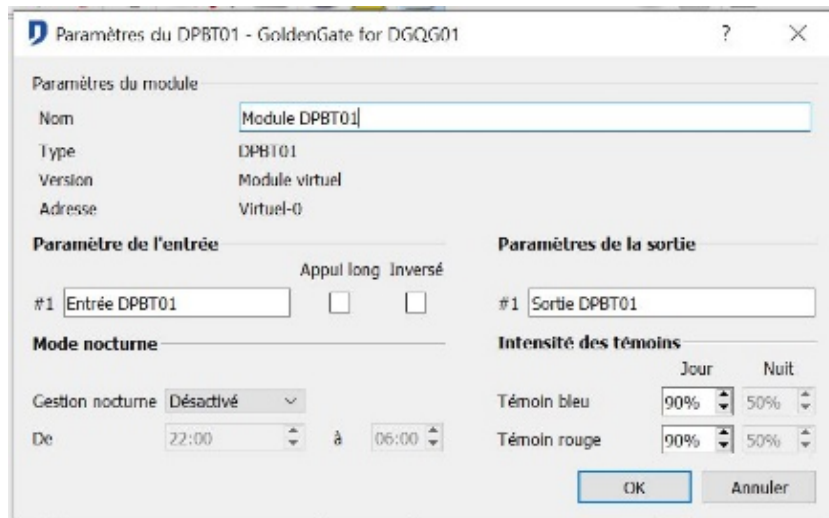 Paramètres du DPBT01 - GoldenGate for DGQG01 ? ×
Paramètres du module
Nom Module DPBT01
Type DPBT01
Version Module virtuel
Adresse Virtuel-0
Paramètre de l'entrée
Appui long Inversé
#1 Entrée DPBT01
Paramètres de la sortie
#1 Sortie DPBT01
Mode nocturne
Gestion nocturne Désactivé
De 22:00 à 06:00
Intensité des témoins
Jour Nuit
Témoin bleu 90% 50%
Témoin rouge 90% 50%
OK Annuler